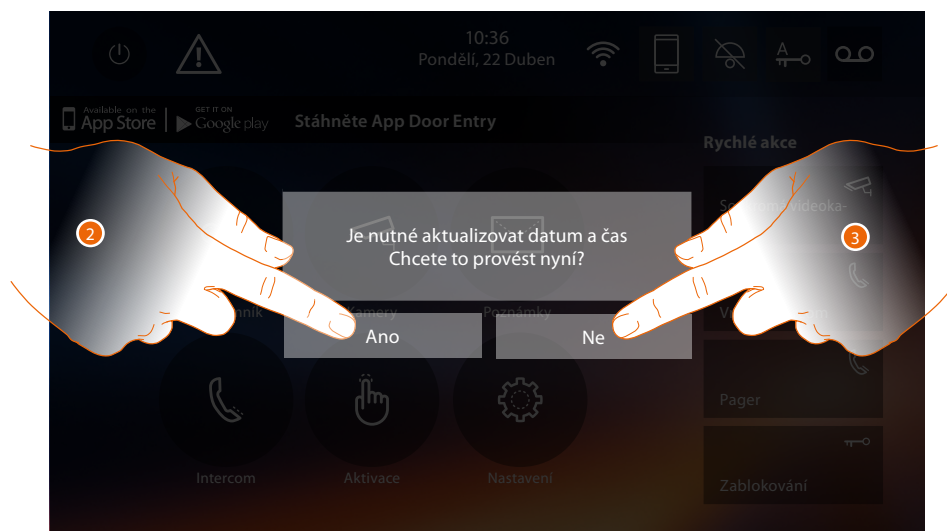 10:36
Pondělí, 22 Duben
A
Available on the
App Store
GET IT ON
Google play
Stáhněte App Door Entry
Rychlé akce
Je nutné aktualizovat datum a čas
Chcete to provést nyní?
2
3
Kamery
Poznámky
Ano
Ne
Pager
Intercom
Aktivace
Nastavení
Zablokování